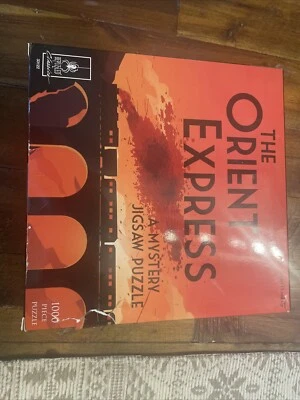 THE
ORIENT
EXPRESS
A MYSTERY
JIGSAW PUZZLE
1000
PIECE
PUZZLE